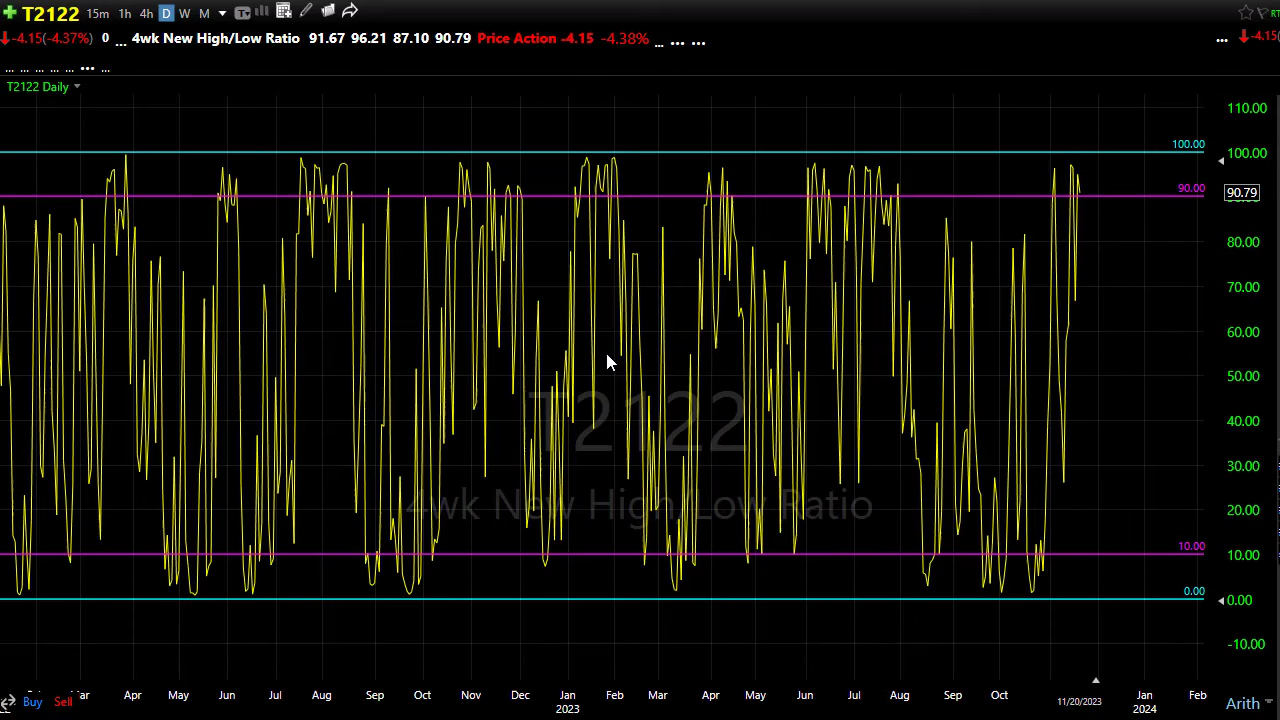 T2122 15m 1h 4h D W M T RT
-4.15(-4.37%) 0 ... 4wk New High/Low Ratio 91.67 96.21 87.10 90.79 Price Action -4.15 -4.38% ... ... ... ... -4.15(
... ... ... ... ... ... ...
T2122 Daily
110.00
100.00 100.00
90.00 90.79
80.00
70.00
60.00
50.00
40.00
30.00
20.00
10.00 10.00
0.00 0.00
-10.00
T2122
4wk New High/Low Ratio
Apr May Jun Jul Aug Sep Oct Nov Dec Jan Feb Mar Apr May Jun Jul Aug Sep Oct Jan Feb
Buy Sell 2023 11/20/2023 2024 Arith